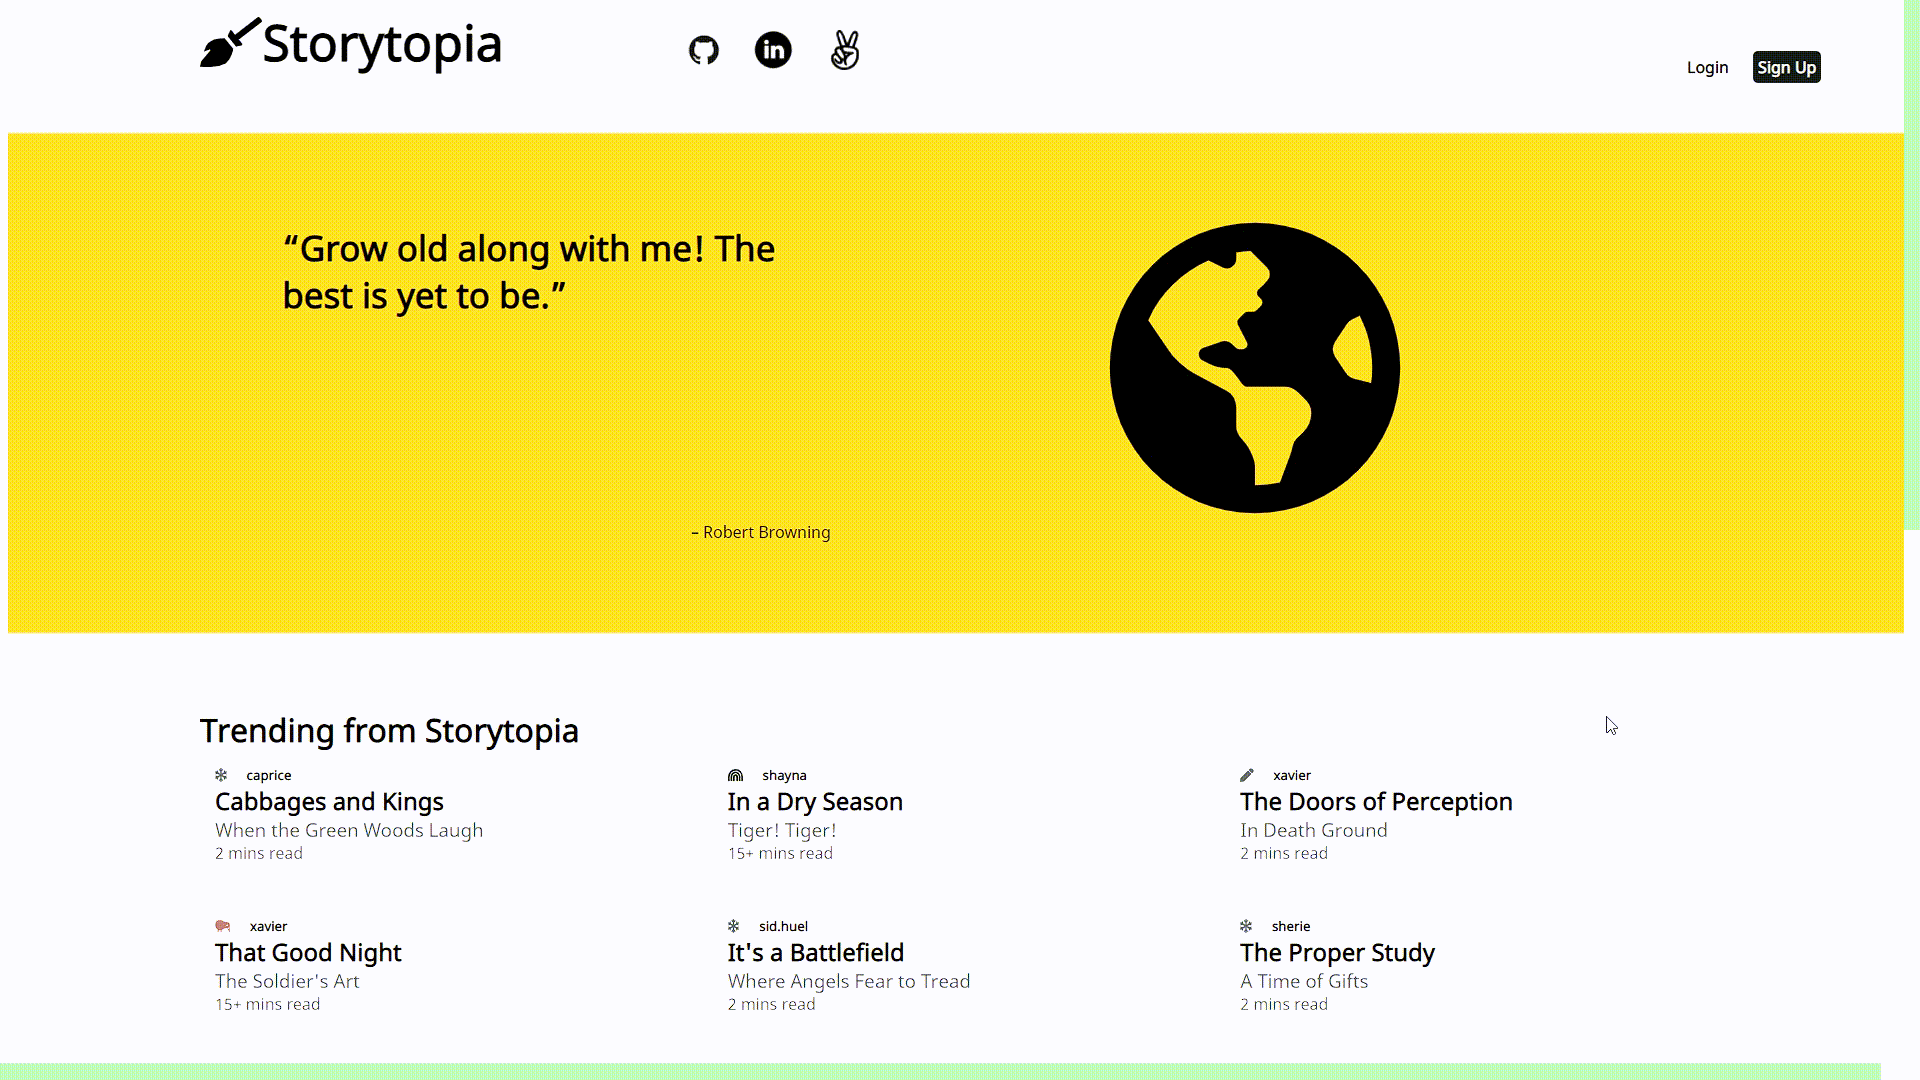 Storytopia
in
Login
Sign Up
“Grow old along with me! The
best is yet to be.”
– Robert Browning
Trending from Storytopia
caprice
Cabbages and Kings
When the Green Woods Laugh
2 mins read
shayna
In a Dry Season
Tiger! Tiger!
15+ mins read
xavier
The Doors of Perception
In Death Ground
2 mins read
xavier
That Good Night
The Soldier's Art
15+ mins read
sid.huel
It's a Battlefield
Where Angels Fear to Tread
2 mins read
sherie
The Proper Study
A Time of Gifts
2 mins read